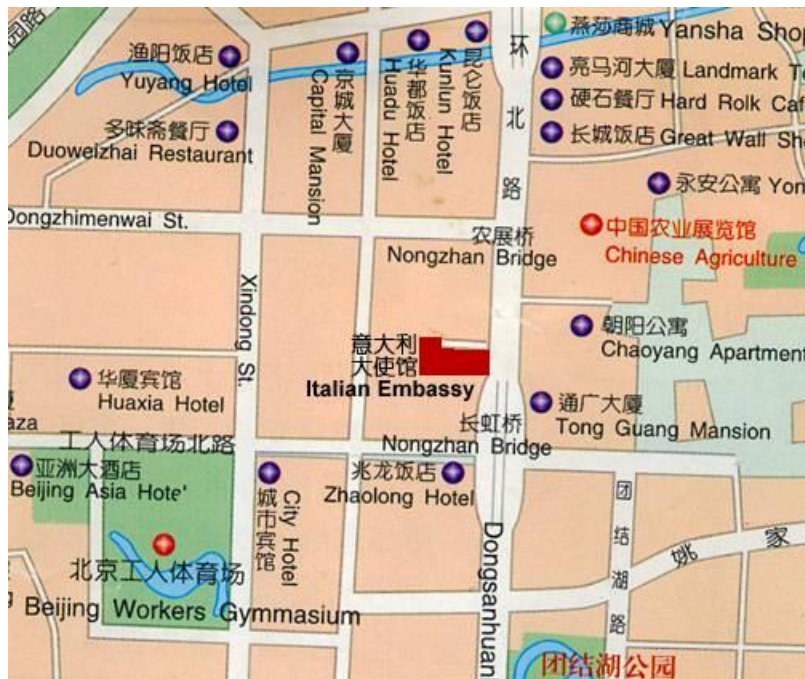 园路
渔阳饭店
Yuyang Hotel
多味斋餐厅
Duoweizhai Restaurant
京城大厦
Capital Mansion
华都饭店
Huadu Hotel
昆仑饭店
Kunlun Hotel
环北路
燕莎商城 Yansha Shop
亮马河大厦 Landmark T
硬石餐厅 Hard Rolk Caf
长城饭店 Great Wall Sh
永安公寓 Yon
Dongzhimenwai St.
农展桥
Nongzhan Bridge
中国农业展览馆
Chinese Agriculture
Xindong St.
意大利
大使馆
Italian Embassy
朝阳公寓
Chaoyang Apartment
华厦宾馆
Huaxia Hotel
aza
通广大厦
Tong Guang Mansion
长虹桥
Nongzhan Bridge
工人体育场北路
亚洲大酒店
Beijing Asia Hote'
城市宾馆
City Hotel
兆龙饭店
Zhaolong Hotel
团结湖路
姚家
北京工人体育场
Beijing Workers Gymmasium
Dongsanhuan
团结湖公园